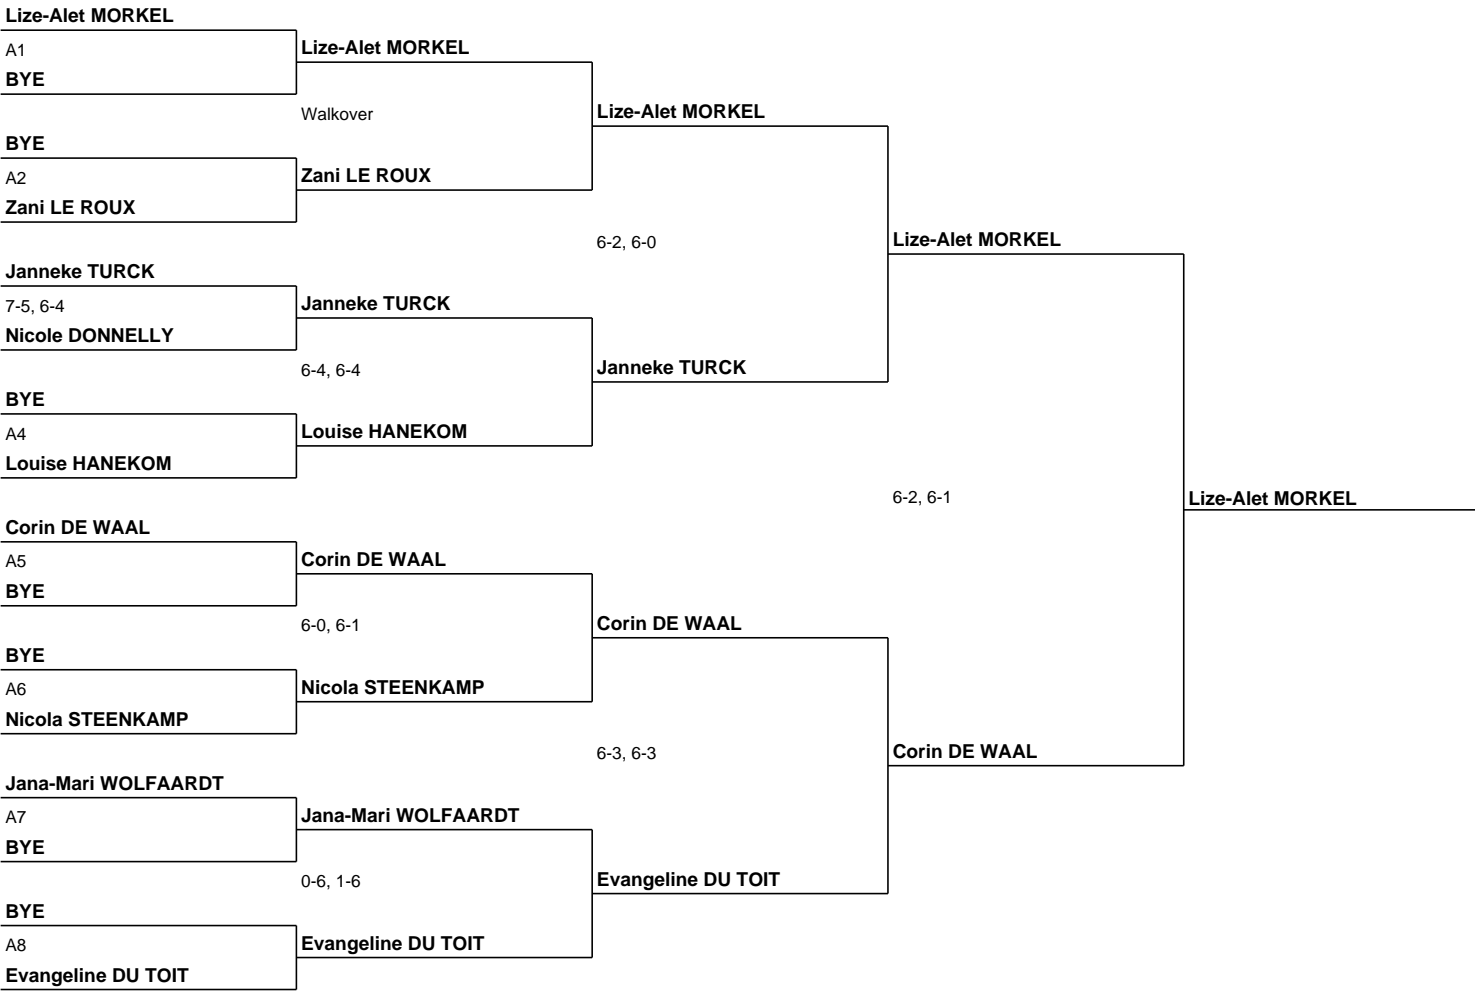 Lize-Alet MORKEL
A1
BYE
BYE
A2
Zani LE ROUX
Janneke TURCK
7-5, 6-4
Nicole DONNELLY
BYE
A4
Louise HANEKOM
Corin DE WAAL
A5
BYE
BYE
A6
Nicola STEENKAMP
Jana-Mari WOLFAARDT
A7
BYE
BYE
A8
Evangeline DU TOIT
Lize-Alet MORKEL
Walkover
Zani LE ROUX
Janneke TURCK
6-4, 6-4
Louise HANEKOM
Corin DE WAAL
6-0, 6-1
Nicola STEENKAMP
Jana-Mari WOLFAARDT
0-6, 1-6
Evangeline DU TOIT
Lize-Alet MORKEL
6-2, 6-0
Janneke TURCK
Corin DE WAAL
6-3, 6-3
Evangeline DU TOIT
Lize-Alet MORKEL
6-2, 6-1
Corin DE WAAL
Lize-Alet MORKEL